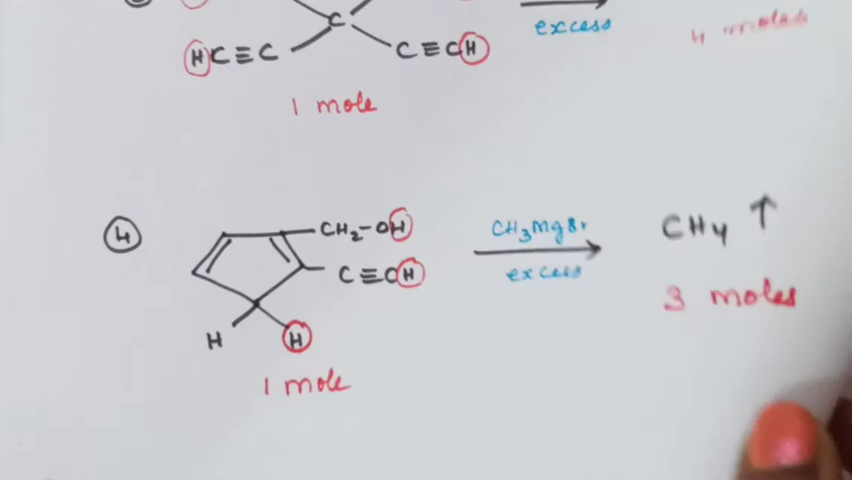 C
excess
HC≡C C≡CH
4 moles
1 mole
4
CH2-OH CH3MgBr CH4 ↑
C≡CH excess
3 moles
H H
1 mole